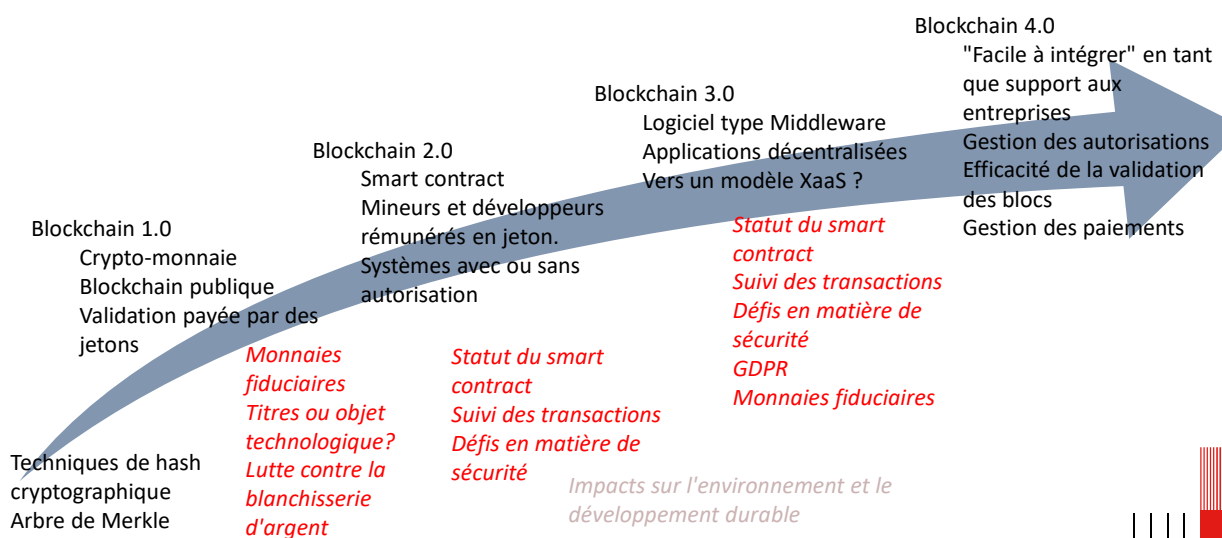 Blockchain 4.0
"Facile à intégrer" en tant
que support aux
entreprises
Gestion des autorisations
Efficacité de la validation
des blocs
Gestion des paiements
Blockchain 3.0
Logiciel type Middleware
Applications décentralisées
Vers un modèle XaaS ?
Blockchain 2.0
Smart contract
Mineurs et développeurs
rémunérés en jeton.
Systèmes avec ou sans
autorisation
Blockchain 1.0
Crypto-monnaie
Blockchain publique
Validation payée par des
jetons
Statut du smart
contract
Suivi des transactions
Défis en matière de
sécurité
GDPR
Monnaies fiduciaires
Monnaies
fiduciaires
Titres ou objet
technologique?
Lutte contre la
blanchisserie
d'argent
Statut du smart
contract
Suivi des transactions
Défis en matière de
sécurité
Techniques de hash
cryptographique
Arbre de Merkle
Impacts sur l'environnement et le
développement durable